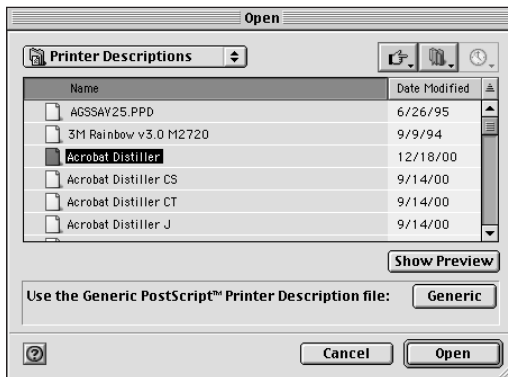 Open
Printer Descriptions
Name Date Modified
AGSSAV25.PPD 6/26/95
3M Rainbow v3.0 M2720 9/9/94
Acrobat Distiller 12/18/00
Acrobat Distiller CS 9/14/00
Acrobat Distiller CT 9/14/00
Acrobat Distiller J 9/14/00
Show Preview
Use the Generic PostScript™ Printer Description file: Generic
? Cancel Open